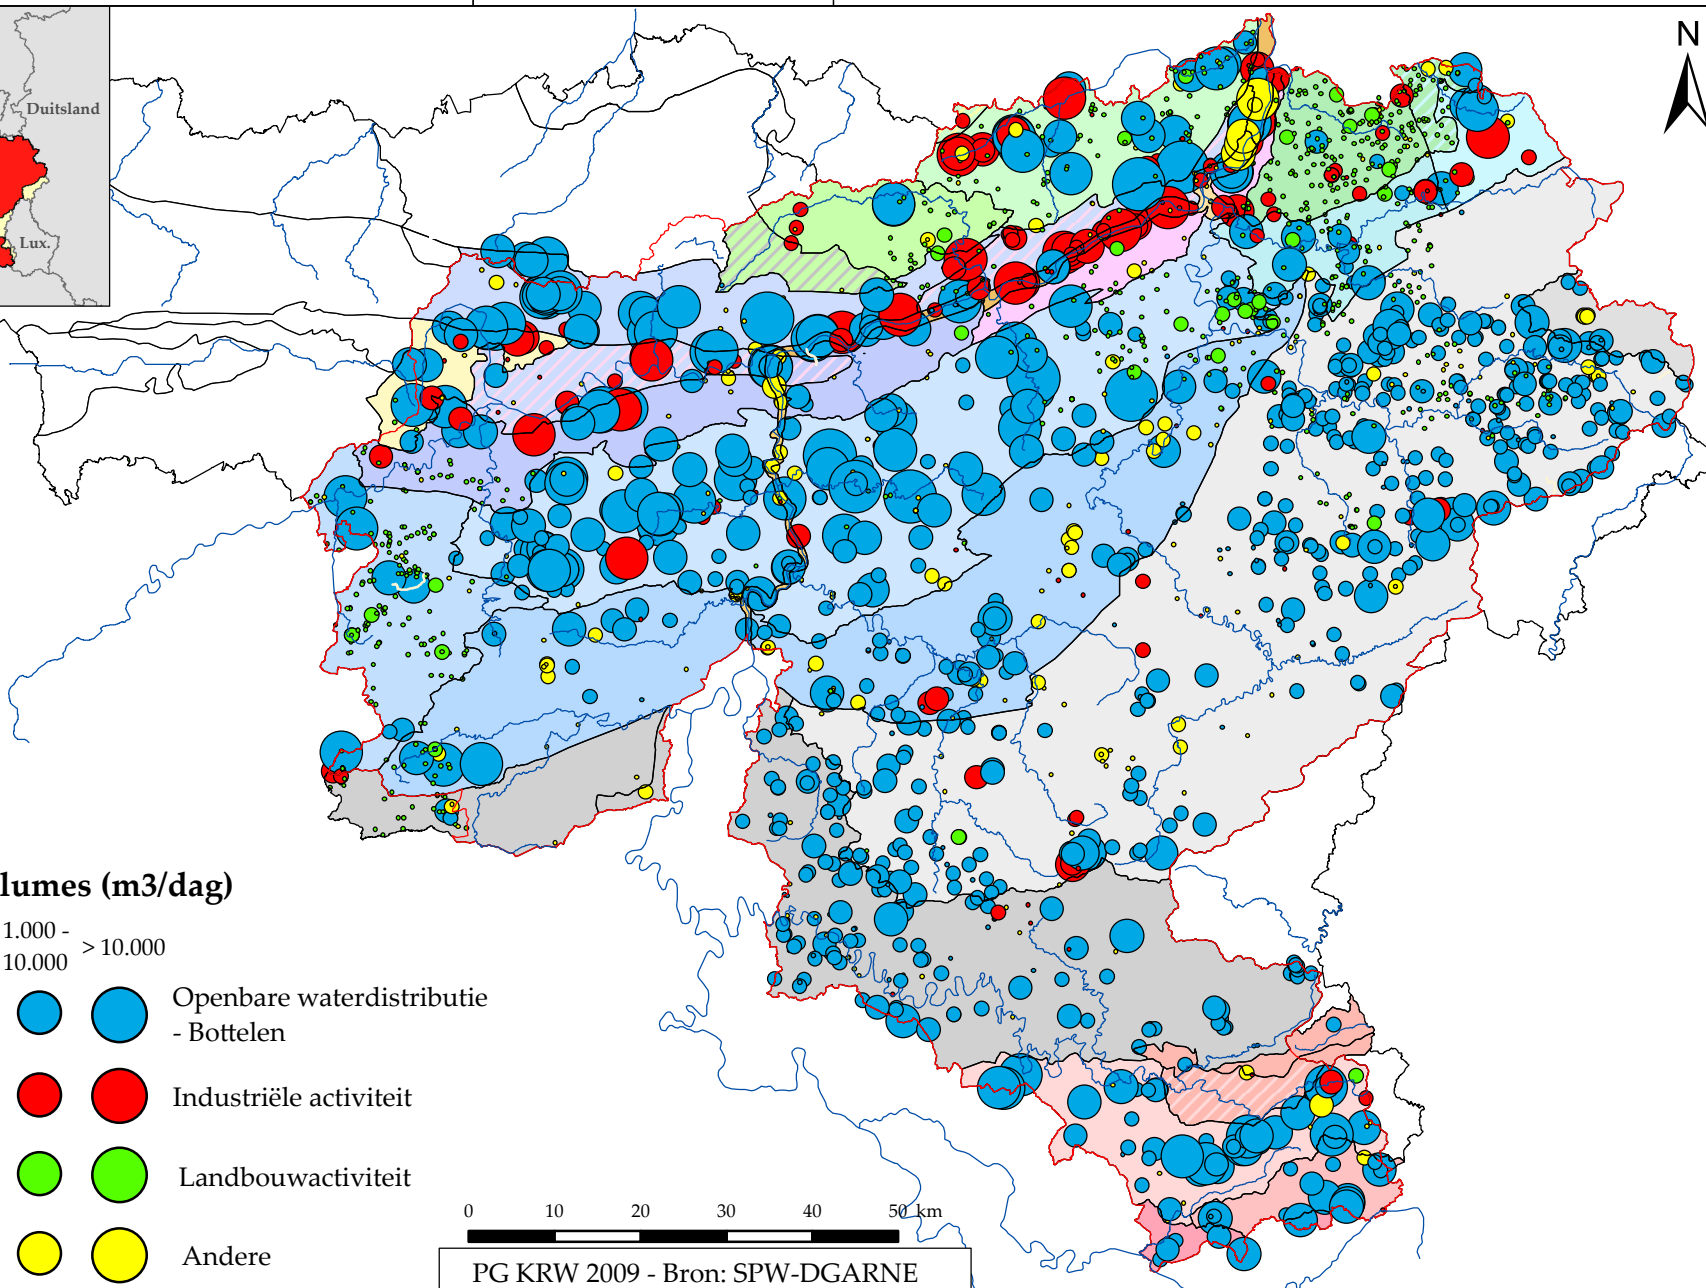 N
Duitsland
Lux.
lumes (m3/dag)
1.000 -
10.000
> 10.000
Openbare waterdistributie
- Bottelen
Industriële activiteit
Landbouwactiviteit
Andere
0 10 20 30 40 50 km
PG KRW 2009 - Bron: SPW-DGARNE